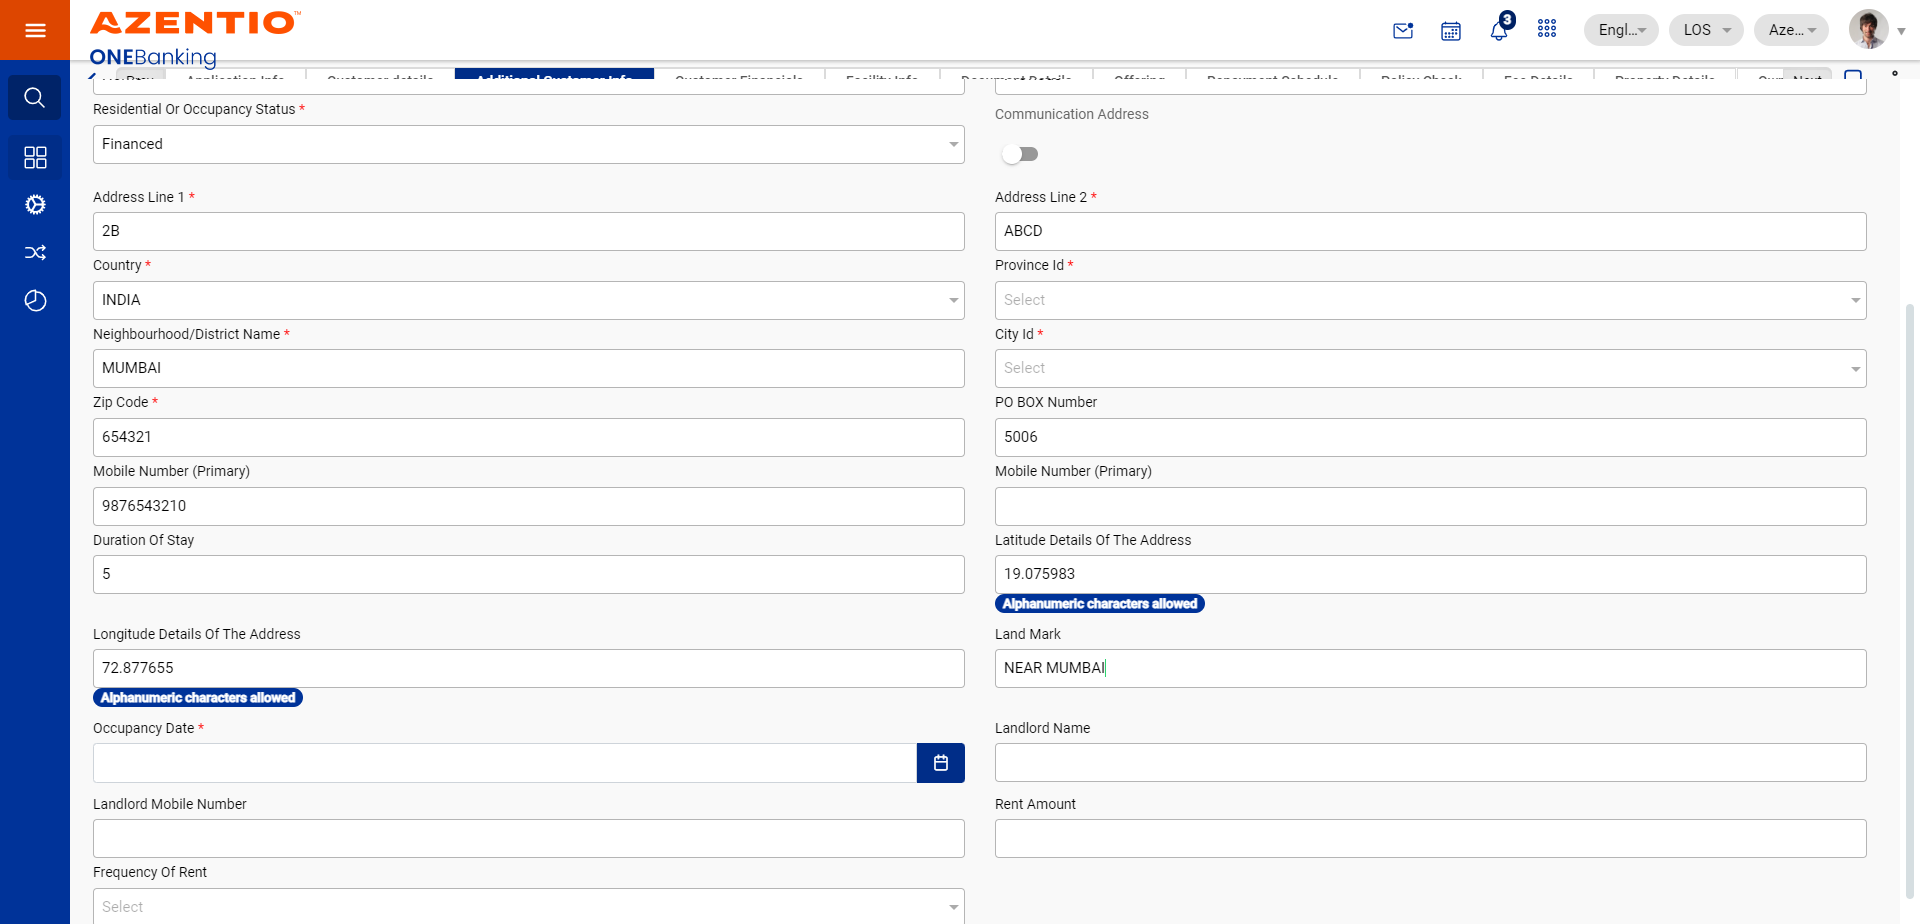 AZENTIO™
ONEBanking
3
Engl...
LOS
Aze...
Prev
Application Info
Customer details
Additional Customer Info
Customer Financials
Facility Info
Document Details
Offering
Repayment Schedule
Policy Check
Fee Details
Property Details
Next
Residential Or Occupancy Status *
Communication Address
Financed
Address Line 1 *
Address Line 2 *
2B
ABCD
Country *
Province Id *
INDIA
Select
Neighbourhood/District Name *
City Id *
MUMBAI
Select
Zip Code *
PO BOX Number
654321
5006
Mobile Number (Primary)
Mobile Number (Primary)
9876543210
Duration Of Stay
Latitude Details Of The Address
5
19.075983
Alphanumeric characters allowed
Longitude Details Of The Address
Land Mark
72.877655
NEAR MUMBAI
Alphanumeric characters allowed
Occupancy Date *
Landlord Name
Landlord Mobile Number
Rent Amount
Frequency Of Rent
Select